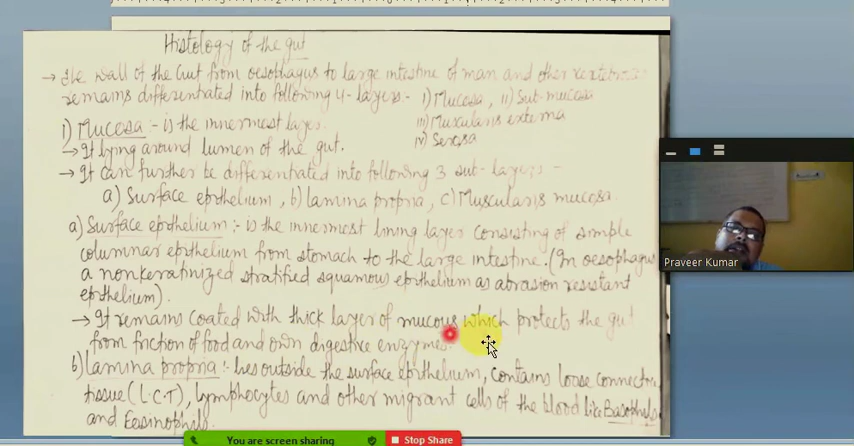 Histology of the gut
→ The wall of the Gut from oesophagus to large intestine of man and other
remains differentiated into following 4-layers- i) Mucosa, ii) Sub-mucosa
iii) Muscularis externa
i) Mucosa :- is the innermost layer.
iv) Serosa
→ It lying around lumen of the gut.
→ It can further be differentiated into following 3 sub-layers -
a) Surface epithelium, b) lamina propria, c) Muscularis mucosa.
a) Surface epithelium :- is the innermost lining layer consisting of simple
columnar epithelium from stomach to the large intestine. (In oesophagus
a nonkeratinized stratified squamous epithelium as abrasion resistant
epithelium).
→ It remains coated with thick layer of mucous which protects the gut
from friction of food and own digestive enzymes.
b) lamina propria :- lies outside the surface epithelium, contains loose
tissue (L.C.T), lymphocytes and other migrant cells of the blood like Basophils
and Eosinophils.
Praveer Kumar
You are screen sharing
Stop Share